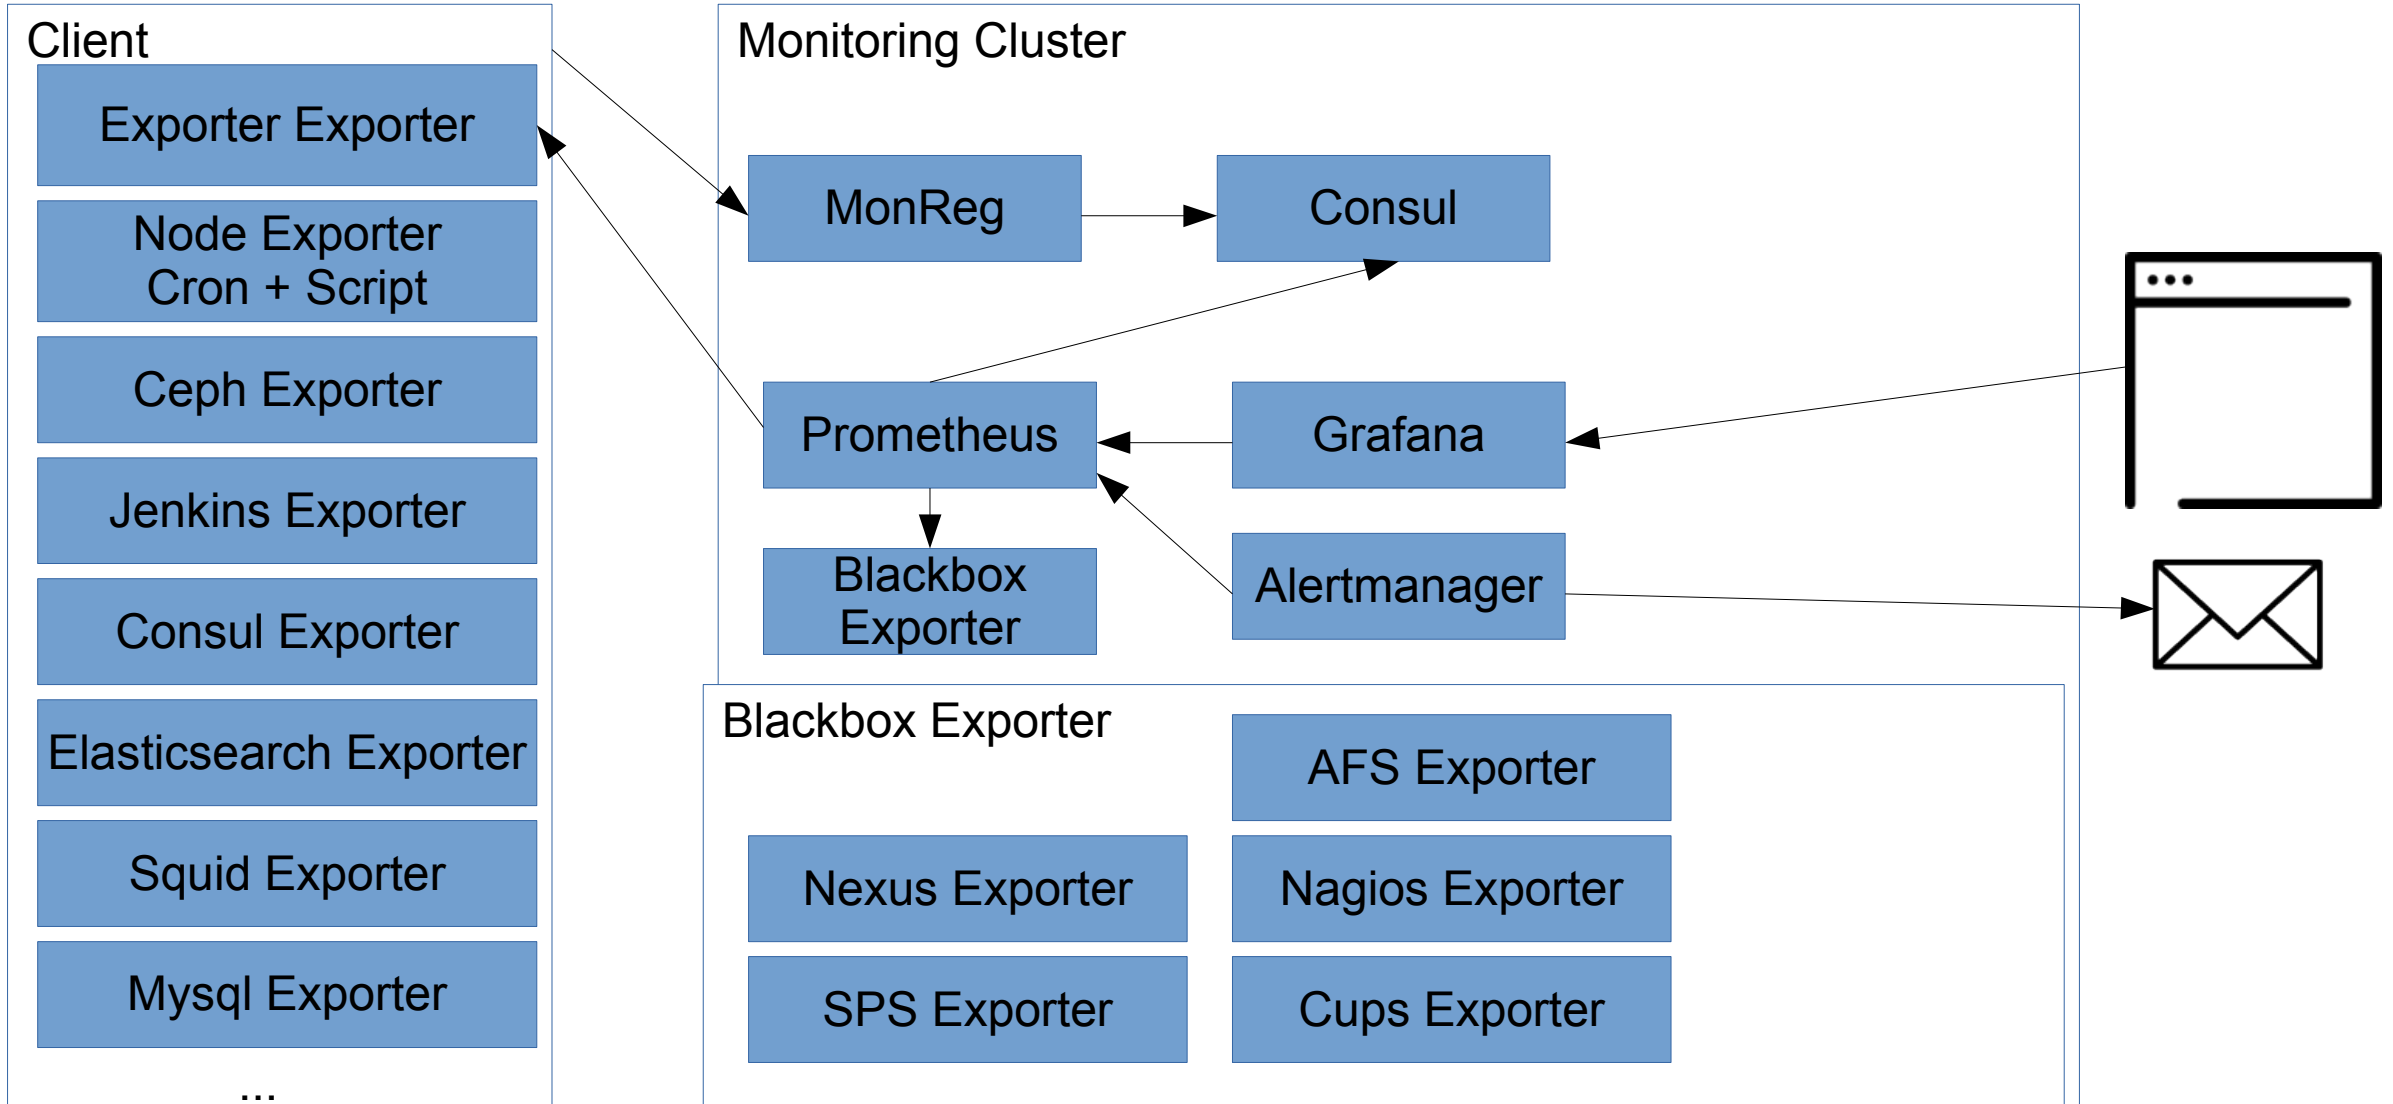 Client
Exporter Exporter
Node Exporter
Cron + Script
Ceph Exporter
Jenkins Exporter
Consul Exporter
Elasticsearch Exporter
Squid Exporter
Mysql Exporter
...
Monitoring Cluster
MonReg
Consul
Prometheus
Grafana
Blackbox
Exporter
Alertmanager
Blackbox Exporter
AFS Exporter
Nexus Exporter
Nagios Exporter
SPS Exporter
Cups Exporter